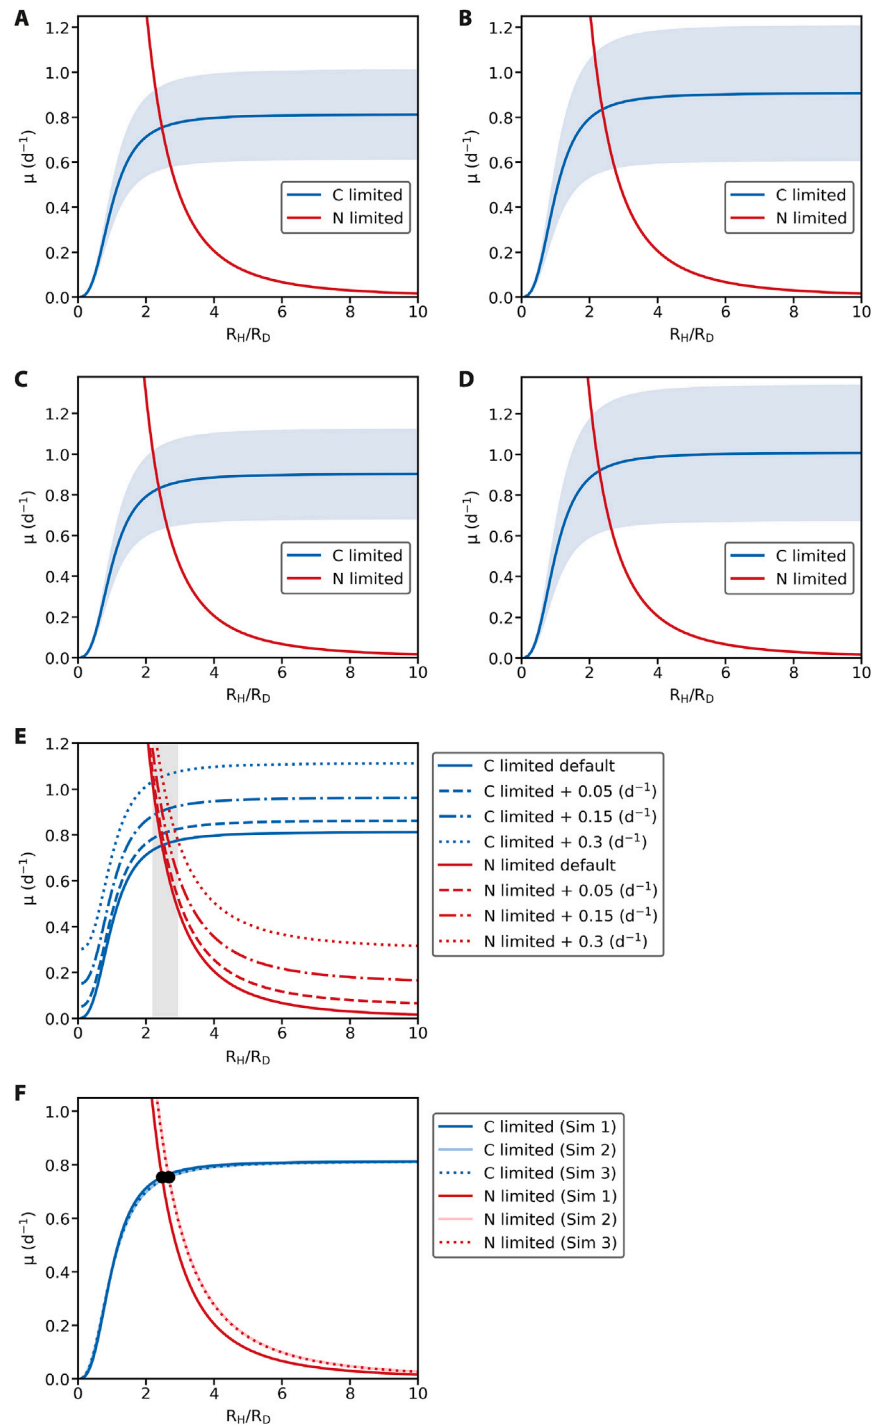 A
μ (d⁻¹)
1.2
1.0
0.8
0.6
0.4
0.2
0.0
C limited
N limited
0 2 4 6 8 10
R_H/R_D
B
μ (d⁻¹)
1.2
1.0
0.8
0.6
0.4
0.2
0.0
C limited
N limited
0 2 4 6 8 10
R_H/R_D
C
μ (d⁻¹)
1.2
1.0
0.8
0.6
0.4
0.2
0.0
C limited
N limited
0 2 4 6 8 10
R_H/R_D
D
μ (d⁻¹)
1.2
1.0
0.8
0.6
0.4
0.2
0.0
C limited
N limited
0 2 4 6 8 10
R_H/R_D
E
μ (d⁻¹)
1.2
1.0
0.8
0.6
0.4
0.2
0.0
0 2 4 6 8 10
R_H/R_D
C limited default
C limited + 0.05 (d⁻¹)
C limited + 0.15 (d⁻¹)
C limited + 0.3 (d⁻¹)
N limited default
N limited + 0.05 (d⁻¹)
N limited + 0.15 (d⁻¹)
N limited + 0.3 (d⁻¹)
F
μ (d⁻¹)
1.0
0.8
0.6
0.4
0.2
0.0
0 2 4 6 8 10
R_H/R_D
C limited (Sim 1)
C limited (Sim 2)
C limited (Sim 3)
N limited (Sim 1)
N limited (Sim 2)
N limited (Sim 3)